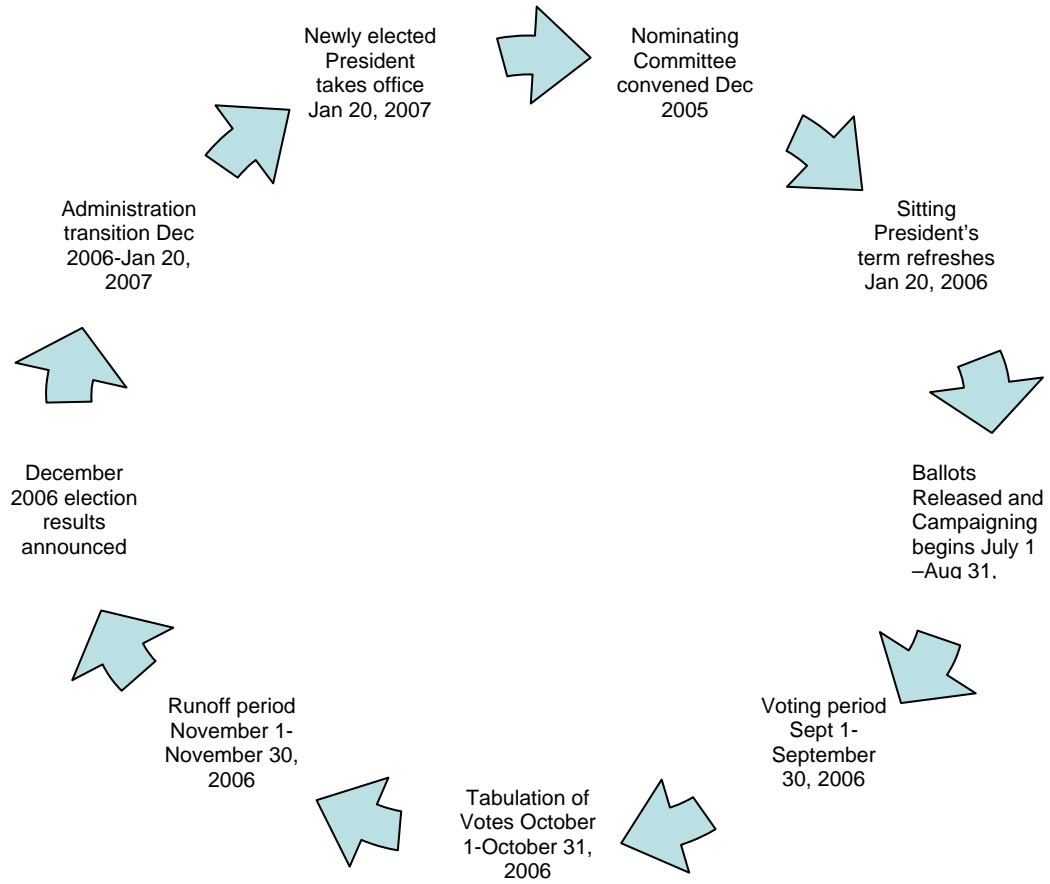 Newly elected
President
takes office
Jan 20, 2007
Nominating
Committee
convened Dec
2005
Sitting
President’s
term refreshes
Jan 20, 2006
Ballots
Released and
Campaigning
begins July 1
–Aug 31,
Voting period
Sept 1-
September
30, 2006
Tabulation of
Votes October
1-October 31,
2006
Runoff period
November 1-
November 30,
2006
December
2006 election
results
announced
Administration
transition Dec
2006-Jan 20,
2007